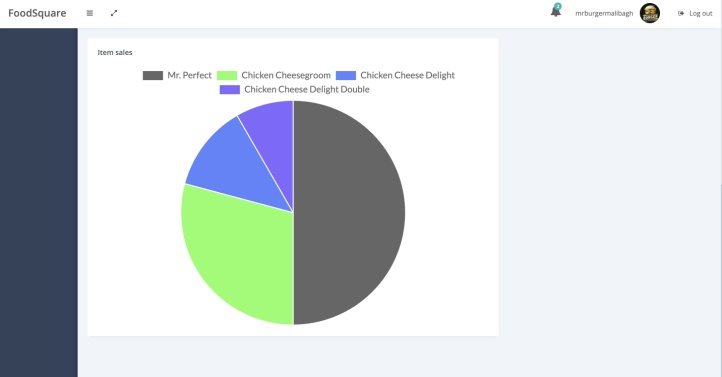 FoodSquare
mrburgermalibagh
Log out
Item sales
Mr. Perfect Chicken Cheesegroom Chicken Cheese Delight
Chicken Cheese Delight Double